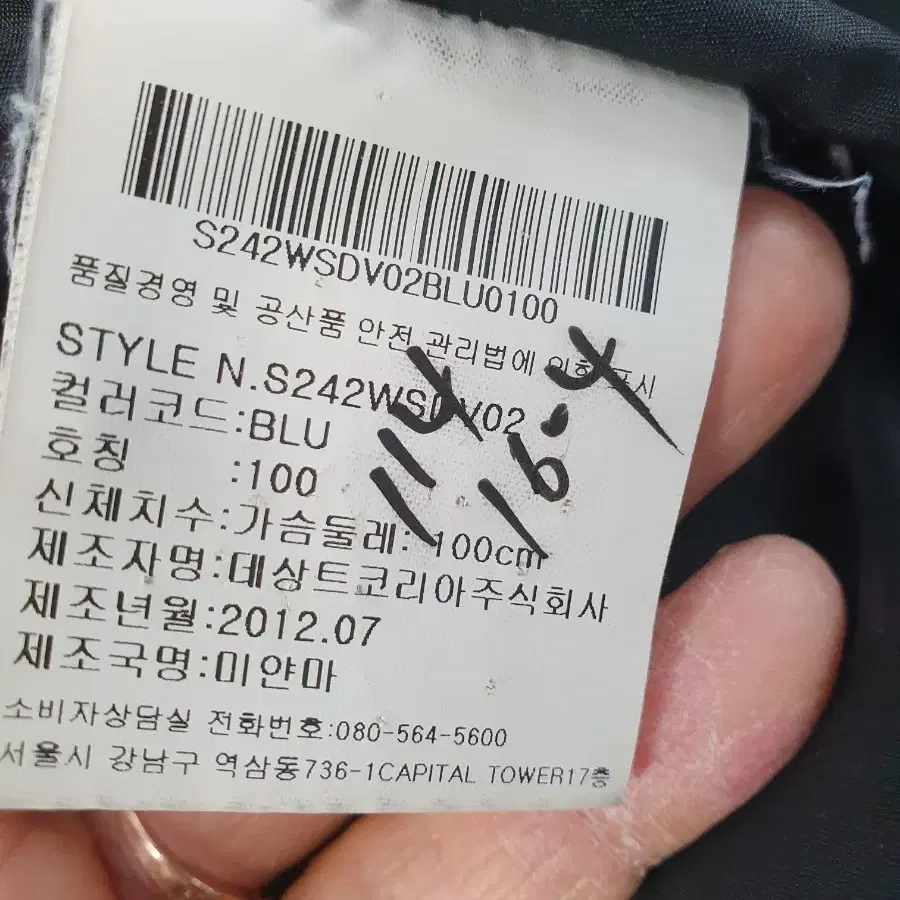 S242WSDV02BLU0100
품질경영 및 공산품 안전 관리법에 의한 표시
STYLE N.S242WSDV02
컬러코드:BLU
호칭 :100
신체치수:가슴둘레: 100cm
제조자명:데상트코리아주식회사
제조년월:2012.07
제조국명:미얀마
소비자상담실 전화번호:080-564-5600
서울시 강남구 역삼동736-1CAPITAL TOWER17층
114
16-4